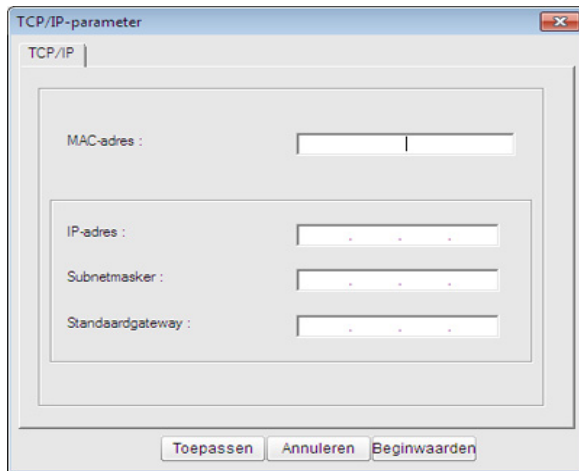 TCP/IP-parameter
TCP/IP
MAC-adres :
IP-adres :
Subnetmasker :
Standaardgateway :
Toepassen Annuleren Beginwaarden